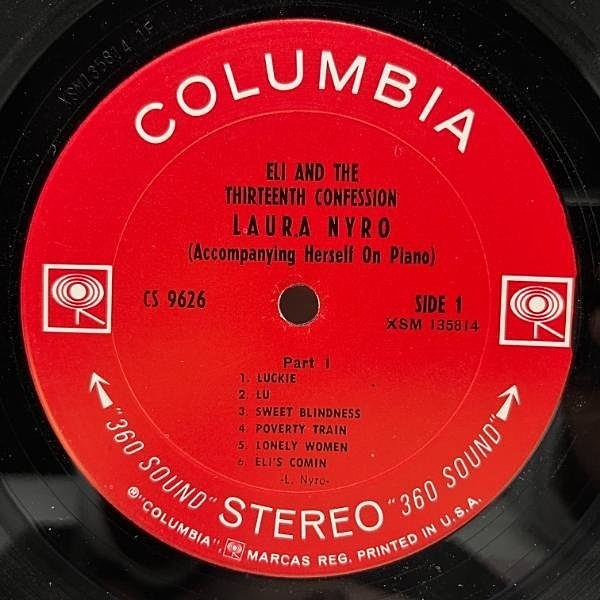 XSM135814 1F
COLUMBIA
ELI AND THE
THIRTEENTH CONFESSION
LAURA NYRO
(Accompanying Herself On Piano)
CS 9626
SIDE 1
XSM 135814
Part I
1. LUCKIE
2. LU
3. SWEET BLINDNESS
4. POVERTY TRAIN
5. LONELY WOMEN
6. ELI'S COMIN
-L. Nyro-
"360 SOUND" STEREO "360 SOUND"
® "COLUMBIA", MARCAS REG. PRINTED IN U.S.A.